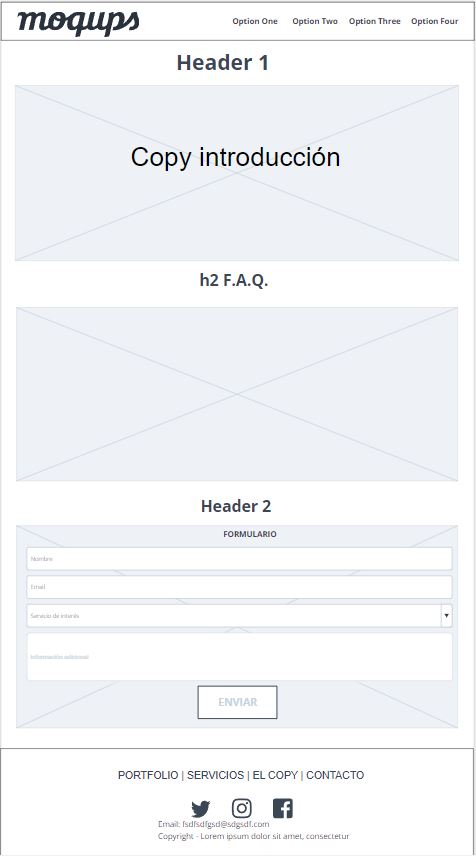 moqups
Option One Option Two Option Three Option Four
Header 1
Copy introducción
h2 F.A.Q.
Header 2
FORMULARIO
Nombre
Email
Servicio de interés
Información adicional
ENVIAR
PORTFOLIO | SERVICIOS | EL COPY | CONTACTO
Email: fsdfsdfgsd@sdgsdf.com
Copyright - Lorem ipsum dolor sit amet, consectetur